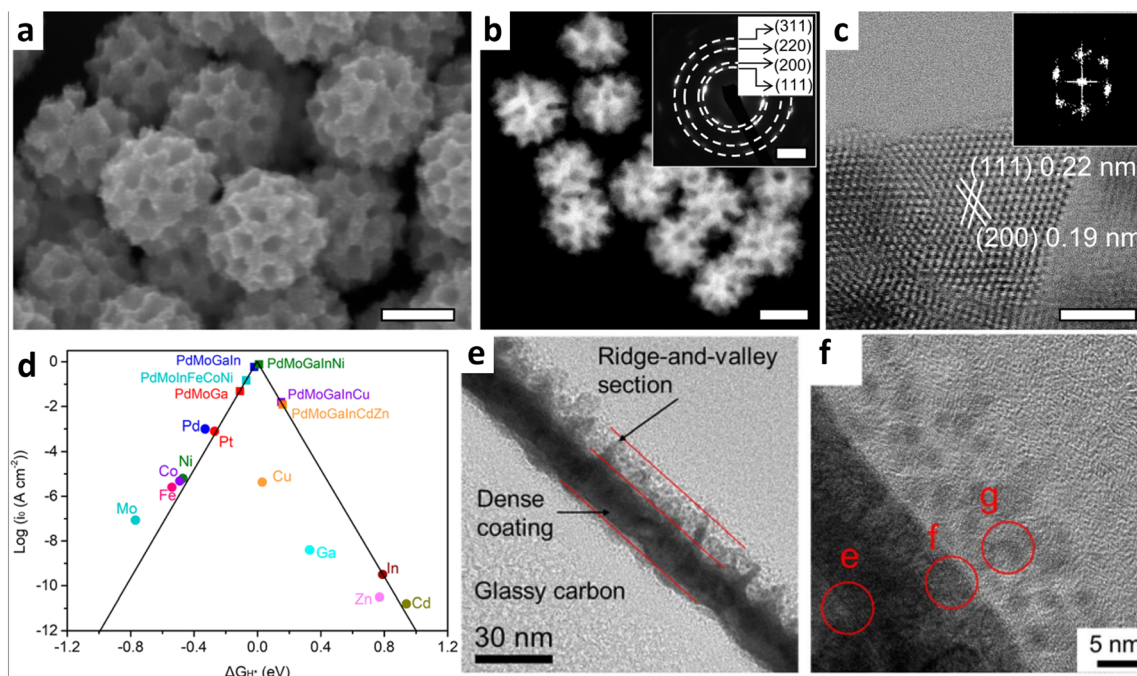 a
b
(311)
(220)
(200)
(111)
c
(111) 0.22 nm
(200) 0.19 nm
d
Log (i₀ (A cm⁻²))
0
-2
-4
-6
-8
-10
-12
PdMoGaIn
PdMoGaInNi
PdMoInFeCoNi
PdMoGaInCu
PdMoGa
PdMoGaInCdZn
Pd
Pt
Ni
Co
Fe
Cu
Mo
Ga
In
Zn
Cd
-1.2 -0.8 -0.4 0.0 0.4 0.8 1.2
ΔGH* (eV)
e
Ridge-and-valley
section
Dense
coating
Glassy carbon
30 nm
f
g
f
e
5 nm